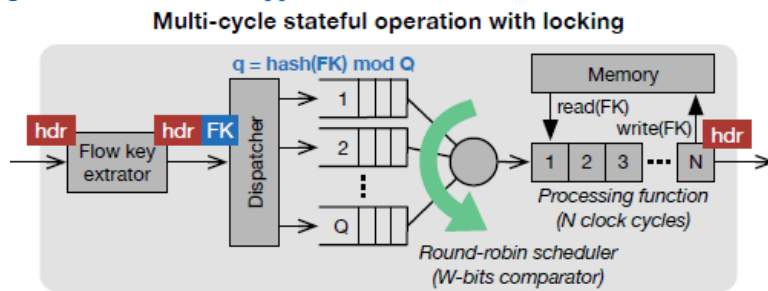 Multi-cycle stateful operation with locking
q = hash(FK) mod Q
hdr
Flow key
extrator
hdr FK
Dispatcher
1
2
Q
Round-robin scheduler
(W-bits comparator)
Memory
read(FK)
write(FK)
1 2 3 N
hdr
Processing function
(N clock cycles)